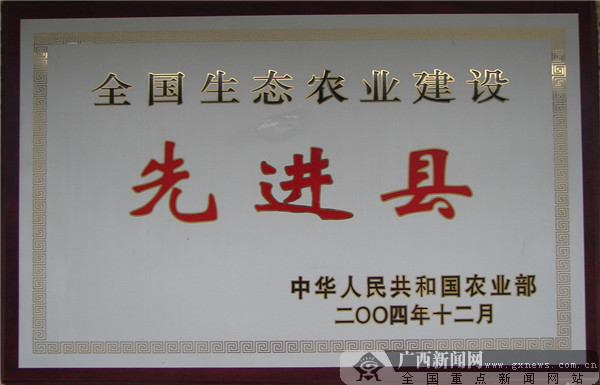 全国生态农业建设
先进县
中华人民共和国农业部
二〇〇四年十二月
广西新闻网
www.gxnews.com.cn
全国重点新闻网站